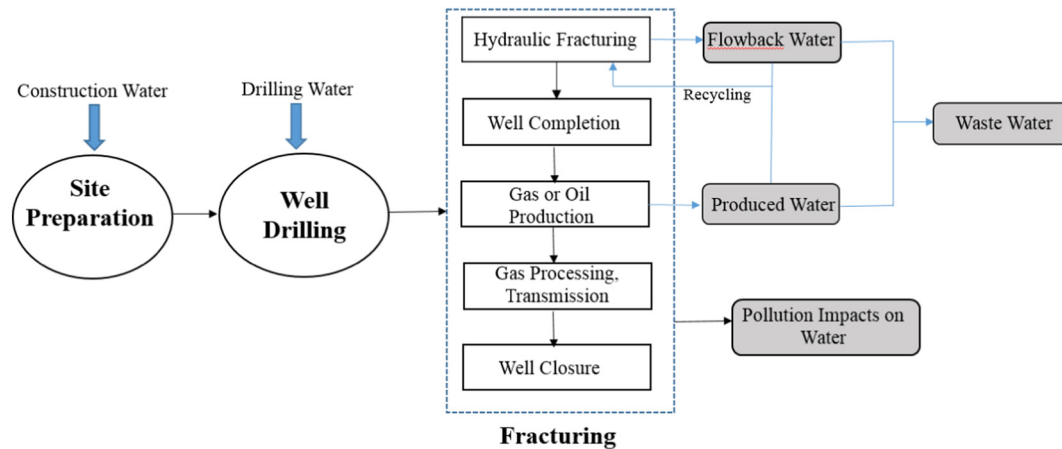 Construction Water
Drilling Water
Site
Preparation
Well
Drilling
Hydraulic Fracturing
Well Completion
Gas or Oil
Production
Gas Processing,
Transmission
Well Closure
Fracturing
Flowback Water
Recycling
Produced Water
Waste Water
Pollution Impacts on
Water